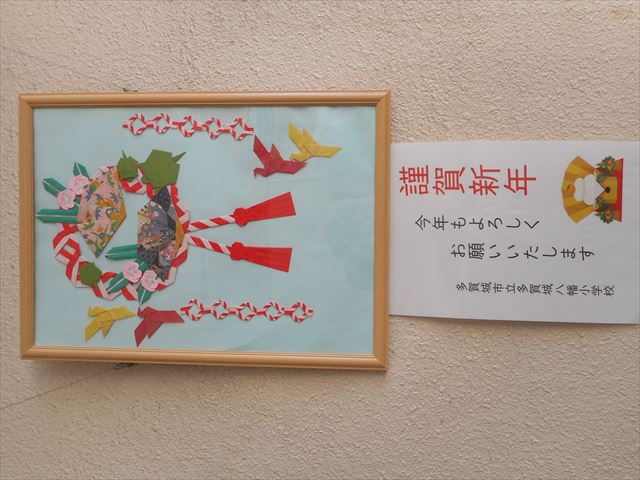 謹賀新年
今年もよろしく
お願いいたします
多賀城市立多賀城八幡小学校